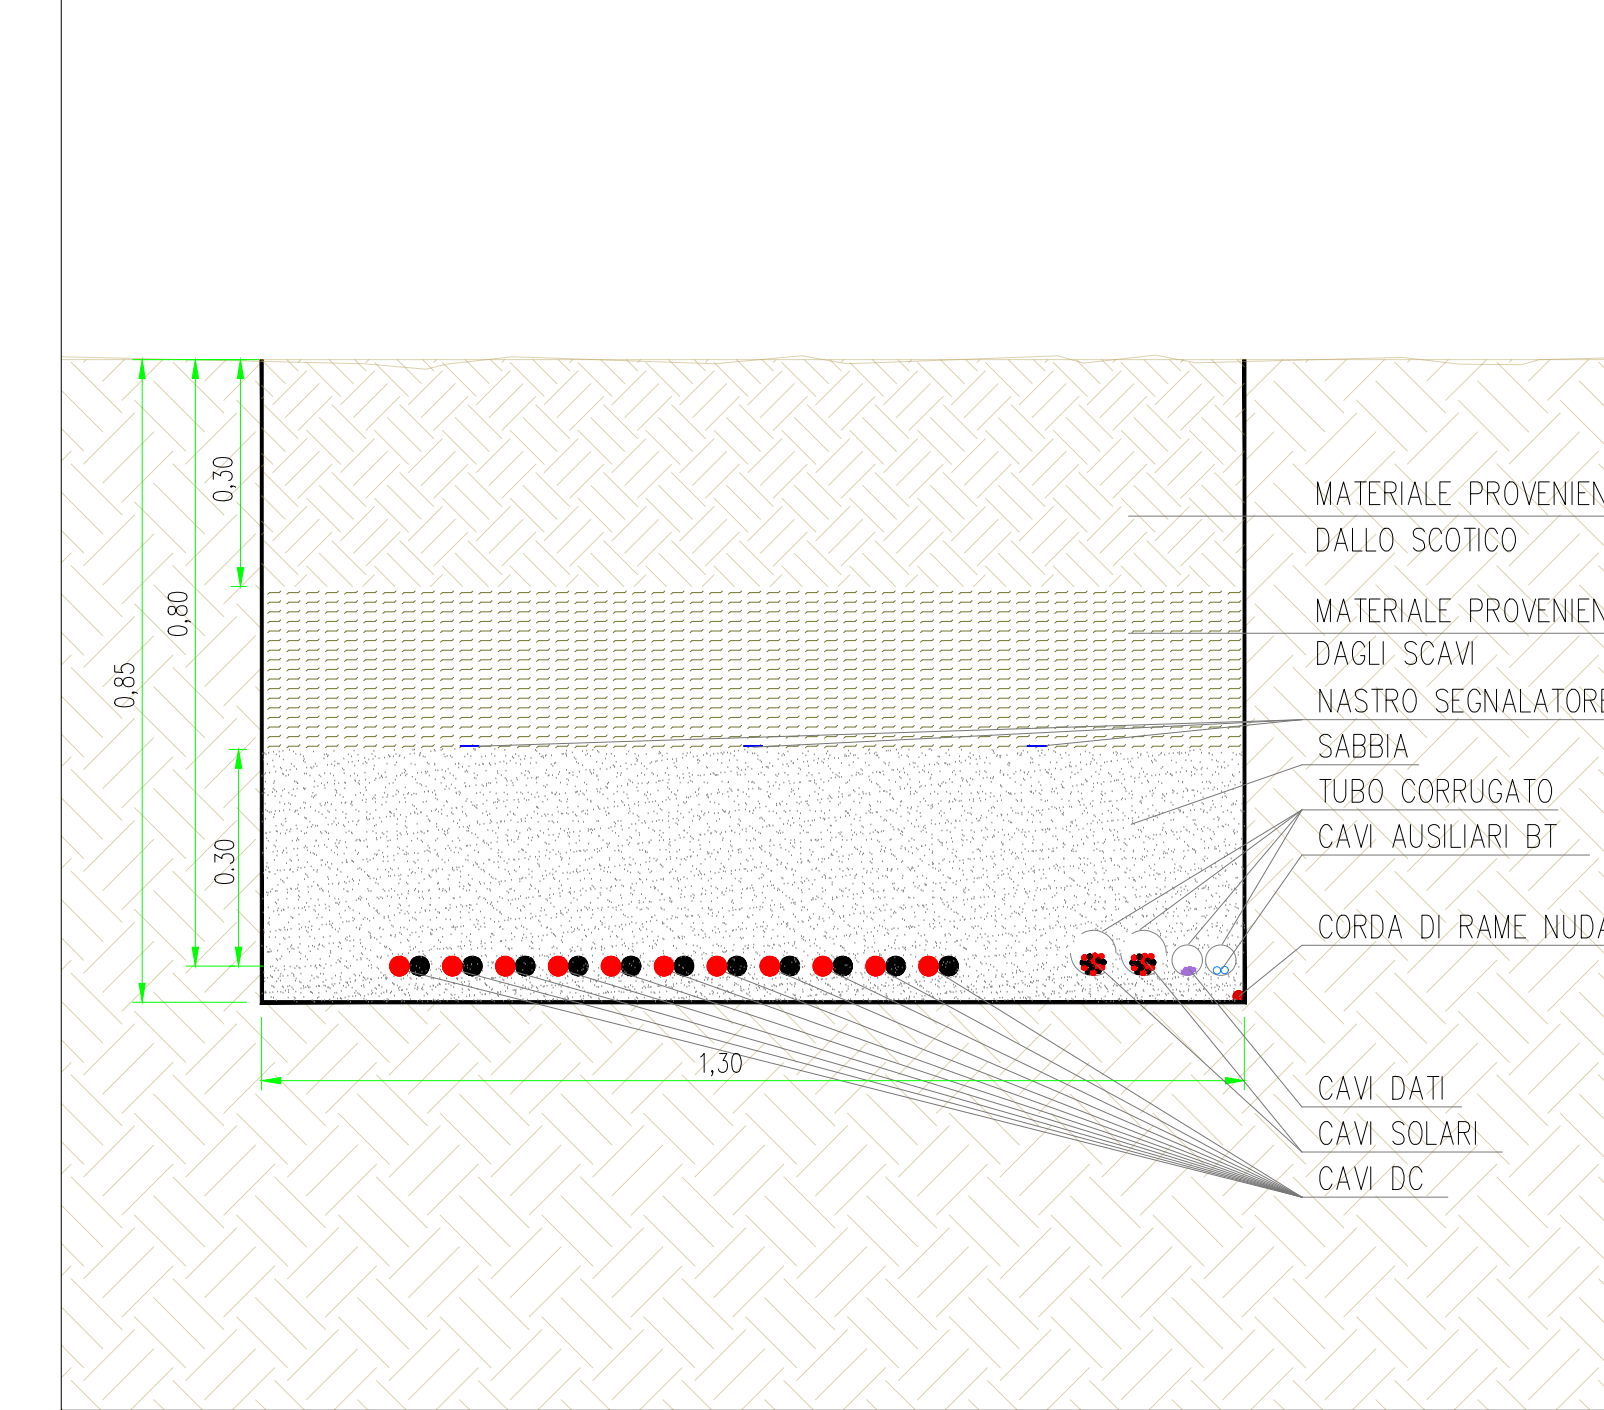 0,30
0,80
0,85
0.30
1,30
MATERIALE PROVENIEN
DALLO SCOTICO
MATERIALE PROVENIEN
DAGLI SCAVI
NASTRO SEGNALATORE
SABBIA
TUBO CORRUGATO
CAVI AUSILIARI BT
CORDA DI RAME NUDA
CAVI DATI
CAVI SOLARI
CAVI DC